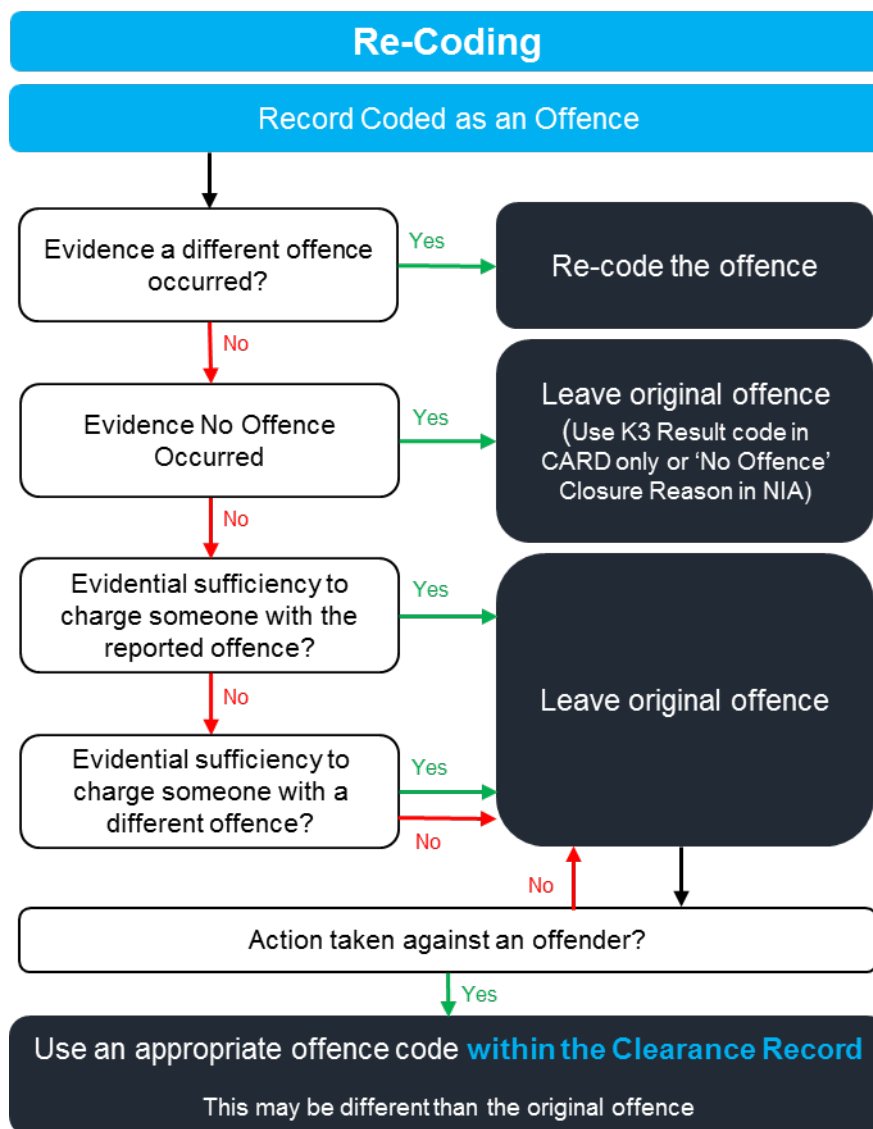 Re-Coding
Record Coded as an Offence
Evidence a different offence
occurred?
Yes
Re-code the offence
No
Evidence No Offence
Occurred
Yes
Leave original offence
(Use K3 Result code in
CARD only or ‘No Offence’
Closure Reason in NIA)
No
Evidential sufficiency to
charge someone with the
reported offence?
Yes
Leave original offence
No
Evidential sufficiency to
charge someone with a
different offence?
Yes
No
No
Action taken against an offender?
Yes
Use an appropriate offence code within the Clearance Record
This may be different than the original offence